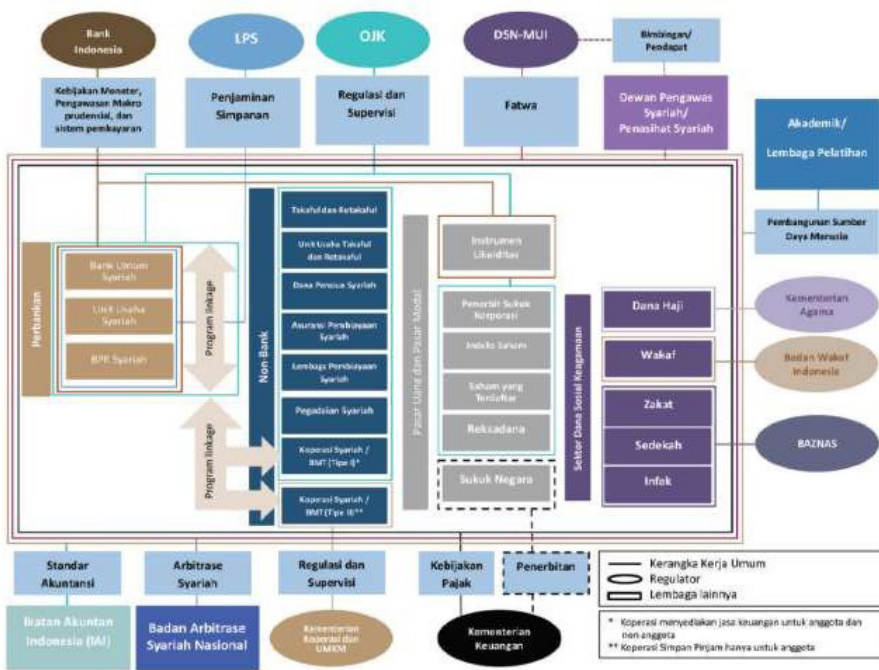 Bank
Indonesia
LPS
OJK
DSN-MUI
Bimbingan/
Pendapat
Kebijakan Moneter,
Pengawasan Makro
prudensial, dan
sistem pembayaran
Penjaminan
Simpanan
Regulasi dan
Supervisi
Fatwa
Dewan Pengawas
Syariah/
Penasihat Syariah
Akademik/
Lembaga Pelatihan
Pembangunan Sumber
Daya Manusia
Perbankan
Bank Umum
Syariah
Unit Usaha
Syariah
BPR Syariah
Program linkage
Program linkage
Non-Bank
Takaful dan Retakaful
Unit Usaha Takaful
dan Retakaful
Dana Pensiun Syariah
Asuransi Pembiayaan
Syariah
Lembaga Pembiayaan
Syariah
Pegadaian Syariah
Koperasi Syariah /
BMT (Tipe I)*
Koperasi Syariah /
BMT (Tipe II)**
Pasar Uang dan Pasar Modal
Instrumen
Likuiditas
Penerbit Sukuk
Korporasi
Indeks Saham
Saham yang
Terdaftar
Reksadana
Sukuk Negara
Sektor Dana Sosial Keagamaan
Dana Haji
Wakaf
Zakat
Sedekah
Infak
Kementerian
Agama
Badan Wakaf
Indonesia
BAZNAS
Standar
Akuntansi
Arbitrase
Syariah
Regulasi dan
Supervisi
Kebijakan
Pajak
Penerbitan
Ikatan Akuntan
Indonesia (IAI)
Badan Arbitrase
Syariah Nasional
Kementerian
Koperasi dan
UMKM
Kementerian
Keuangan
Kerangka Kerja Umum
Regulator
Lembaga lainnya
* Koperasi menyediakan jasa keuangan untuk anggota dan
non anggota
** Koperasi Simpan Pinjam hanya untuk anggota